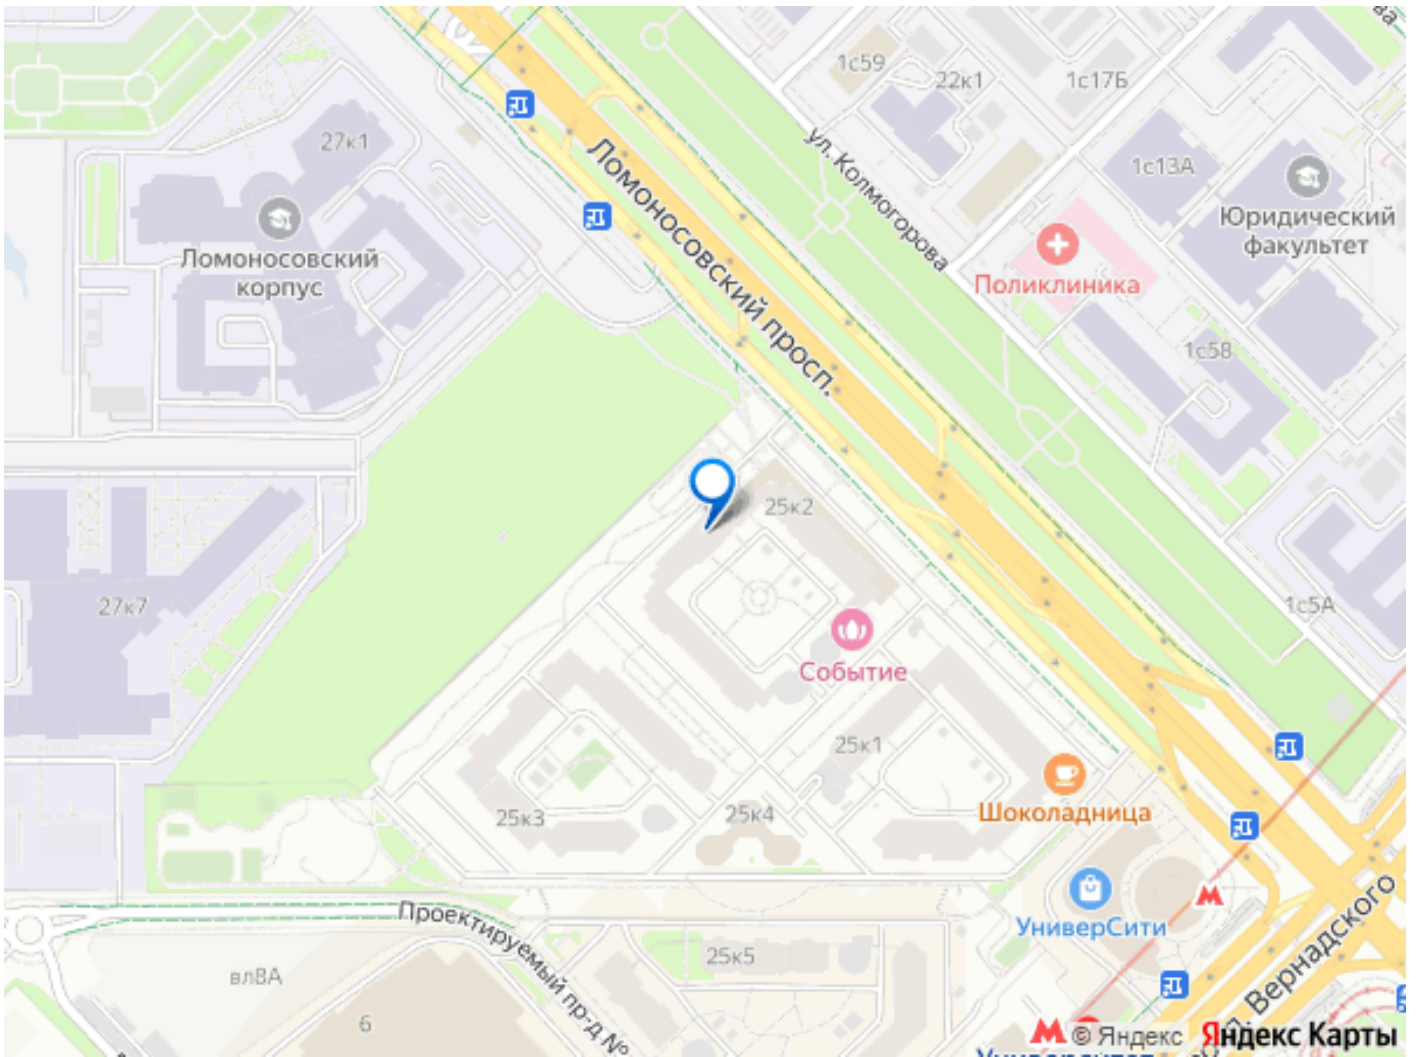 1с59
22к1
1с17Б
27к1
Ломоносовский просп.
ул. Колмогорова
1с13А
Юридический
факультет
Ломоносовский
корпус
Поликлиника
1с58
25к2
27к7
1с5А
Событие
25к1
Шоколадница
25к3
25к4
УниверСити
Проектируемый пр-д №
25к5
вл8А
6
Вернадского
© Яндекс Яндекс Карты